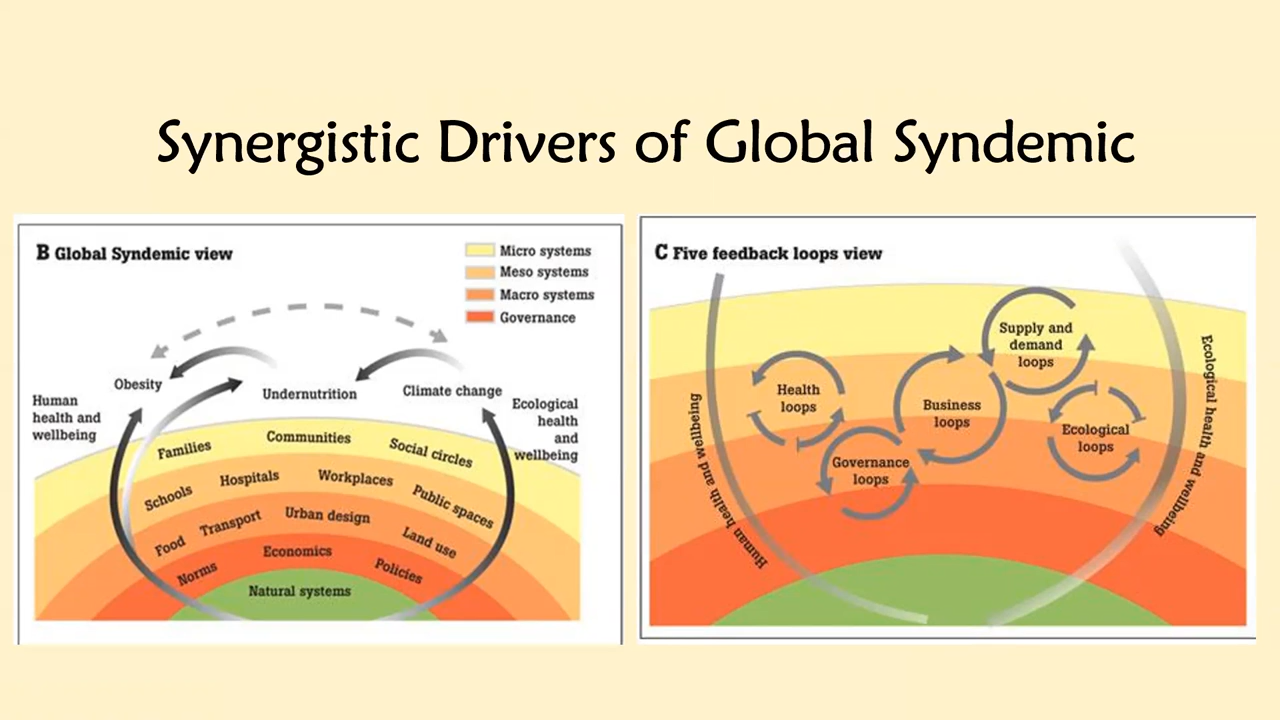 Synergistic Drivers of Global Syndemic
B Global Syndemic view
Micro systems
Meso systems
Macro systems
Governance
Obesity
Undernutrition
Climate change
Human
health and
wellbeing
Ecological
health
and
wellbeing
Families
Communities
Social circles
Schools
Hospitals
Workplaces
Public spaces
Food
Transport
Urban design
Land use
Norms
Economics
Policies
Natural systems
C Five feedback loops view
Supply and
demand
loops
Health
loops
Business
loops
Ecological
loops
Governance
loops
Human health and wellbeing
Ecological health and wellbeing